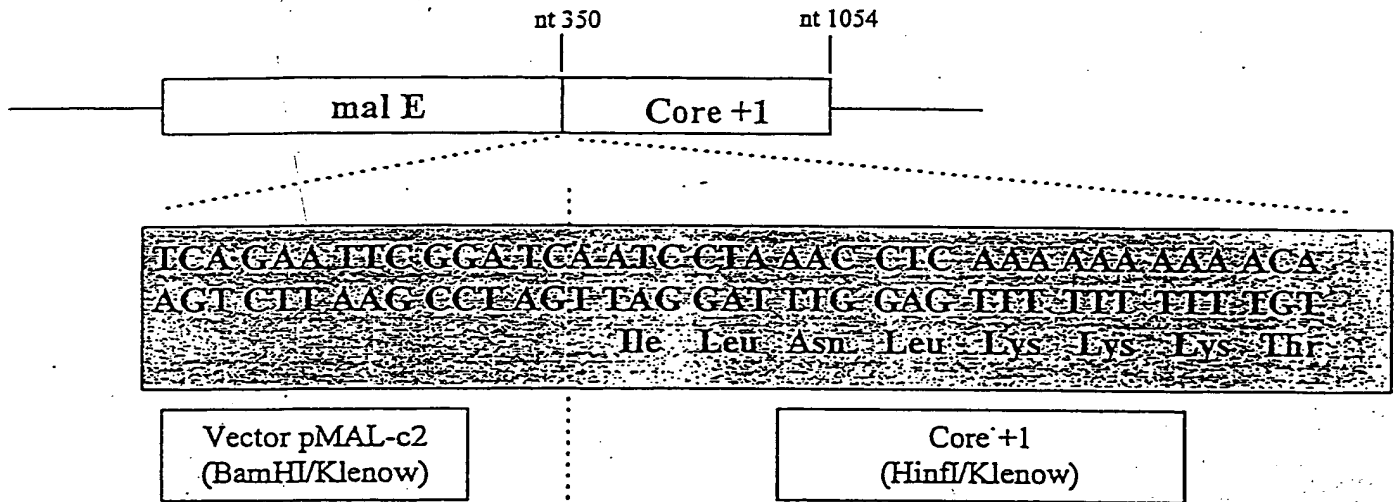 nt 350 nt 1054
mal E Core +1
TCA GAA TTC GGA TCA ATC CTA AAC CTC AAA AAA AAA ACA
AGT CTT AAG CCT AGT TAG GAT TTG GAG TTT TTT TTT TGT
Ile Leu Asn Leu Lys Lys Lys Thr
Vector pMAL-c2 Core +1
(BamHI/Klenow) (HinfI/Klenow)